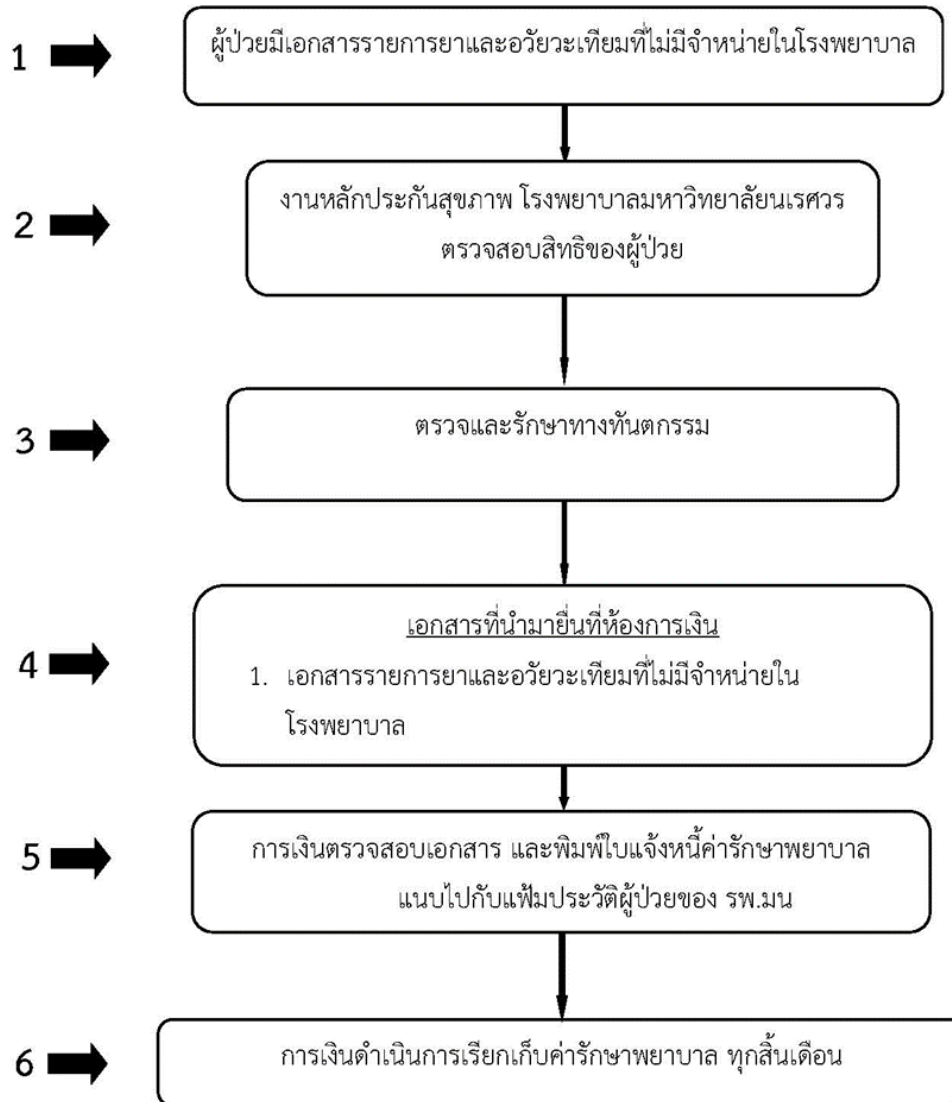 1
ผู้ป่วยมีเอกสารรายการยาและอวัยวะเทียมที่ไม่มีจำหน่ายในโรงพยาบาล
2
งานหลักประกันสุขภาพ โรงพยาบาลมหาวิทยาลัยนเรศวร
ตรวจสอบสิทธิของผู้ป่วย
3
ตรวจและรักษาทางทันตกรรม
4
เอกสารที่นำมายื่นที่ห้องการเงิน
1. เอกสารรายการยาและอวัยวะเทียมที่ไม่มีจำหน่ายใน
โรงพยาบาล
5
การเงินตรวจสอบเอกสาร และพิมพ์ใบแจ้งหนี้ค่ารักษาพยาบาล
แนบไปกับแฟ้มประวัติผู้ป่วยของ รพ.มน
6
การเงินดำเนินการเรียกเก็บค่ารักษาพยาบาล ทุกสิ้นเดือน